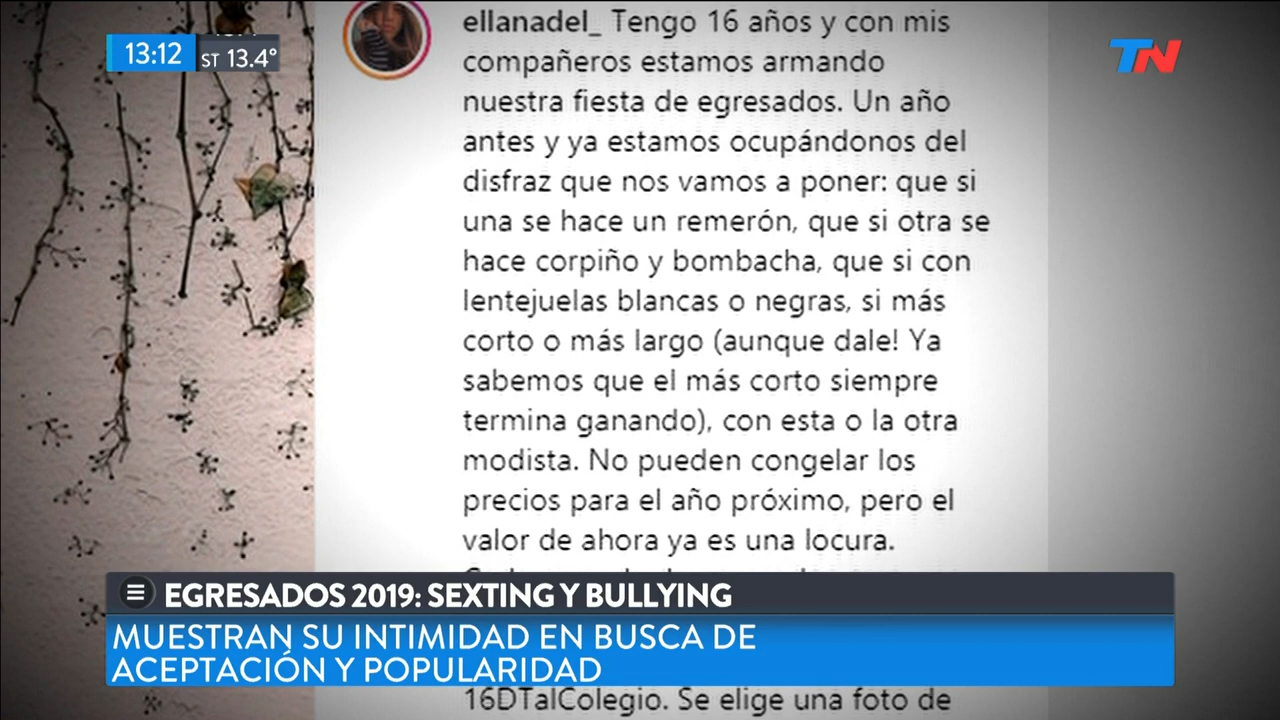 13:12
ST 13.4°
TN
ellanadel_ Tengo 16 años y con mis
compañeros estamos armando
nuestra fiesta de egresados. Un año
antes y ya estamos ocupándonos del
disfraz que nos vamos a poner: que si
una se hace un remerón, que si otra se
hace corpiño y bombacha, que si con
lentejuelas blancas o negras, si más
corto o más largo (aunque dale! Ya
sabemos que el más corto siempre
termina ganando), con esta o la otra
modista. No pueden congelar los
precios para el año próximo, pero el
valor de ahora ya es una locura.
EGRESADOS 2019: SEXTING Y BULLYING
MUESTRAN SU INTIMIDAD EN BUSCA DE
ACEPTACIÓN Y POPULARIDAD
16DTalColegio. Se elige una foto de